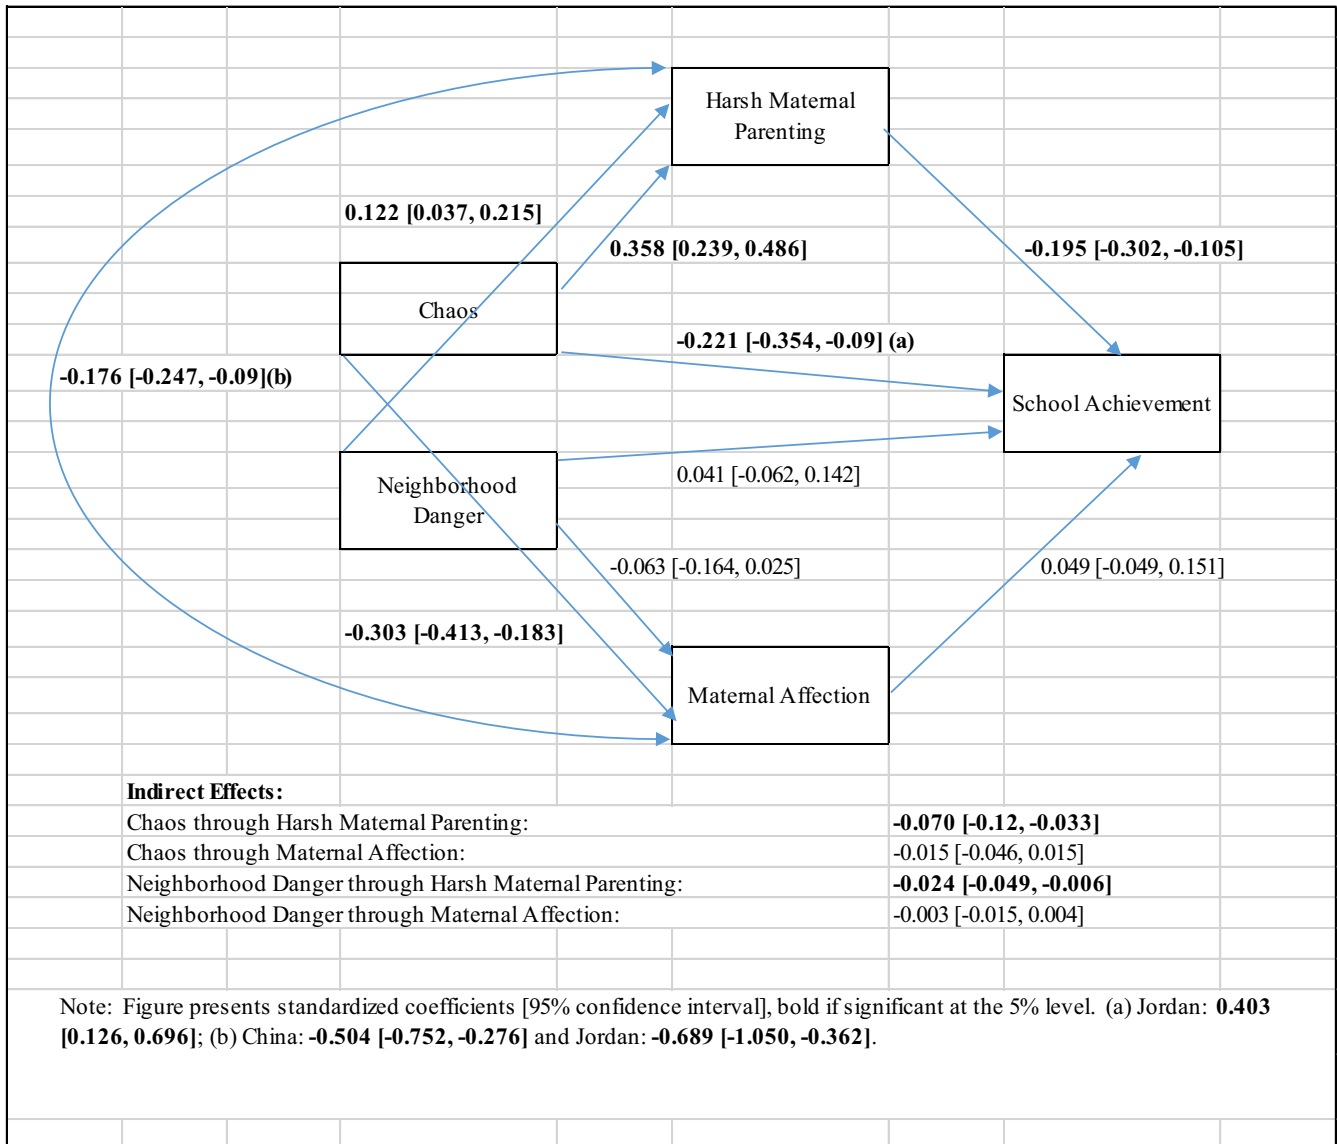 Harsh Maternal
Parenting
0.122 [0.037, 0.215]
0.358 [0.239, 0.486]
-0.195 [-0.302, -0.105]
Chaos
-0.221 [-0.354, -0.09] (a)
-0.176 [-0.247, -0.09](b)
School Achievement
Neighborhood
Danger
0.041 [-0.062, 0.142]
-0.063 [-0.164, 0.025]
0.049 [-0.049, 0.151]
-0.303 [-0.413, -0.183]
Maternal Affection
Indirect Effects:
Chaos through Harsh Maternal Parenting: -0.070 [-0.12, -0.033]
Chaos through Maternal Affection: -0.015 [-0.046, 0.015]
Neighborhood Danger through Harsh Maternal Parenting: -0.024 [-0.049, -0.006]
Neighborhood Danger through Maternal Affection: -0.003 [-0.015, 0.004]
Note: Figure presents standardized coefficients [95% confidence interval], bold if significant at the 5% level. (a) Jordan: 0.403
[0.126, 0.696]; (b) China: -0.504 [-0.752, -0.276] and Jordan: -0.689 [-1.050, -0.362].